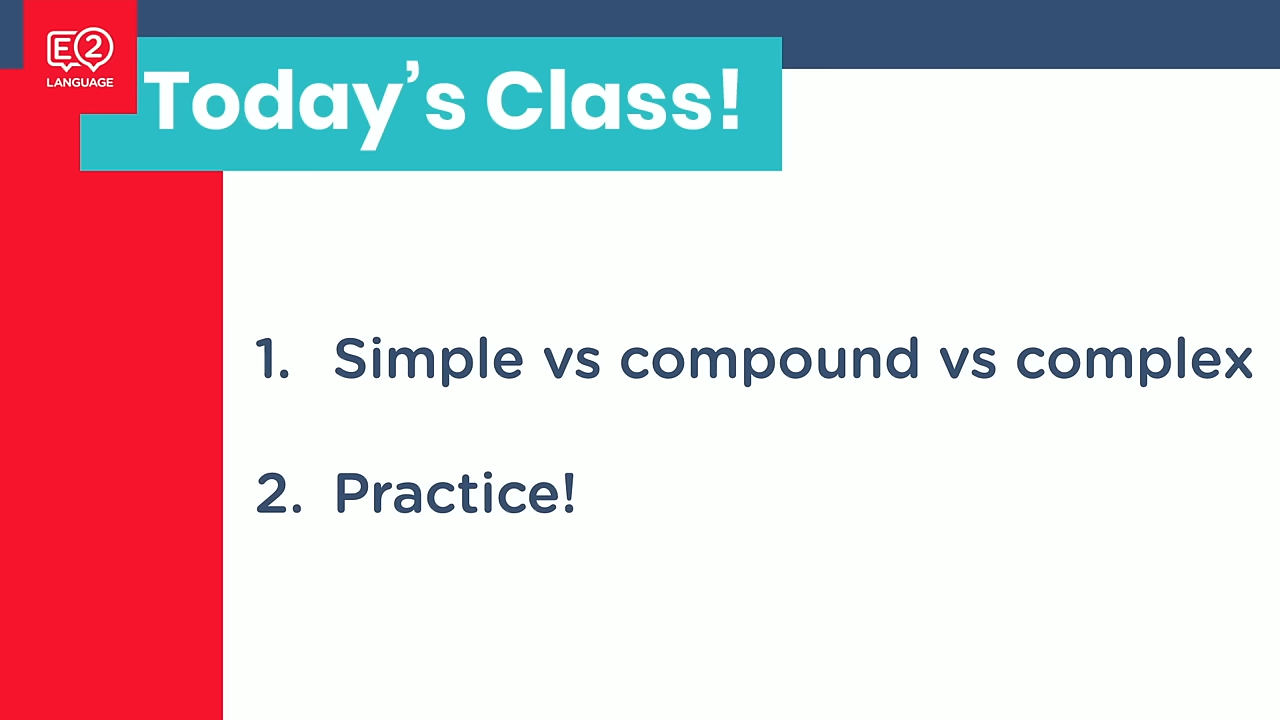 E2
LANGUAGE
Today’s Class!
1. Simple vs compound vs complex
2. Practice!